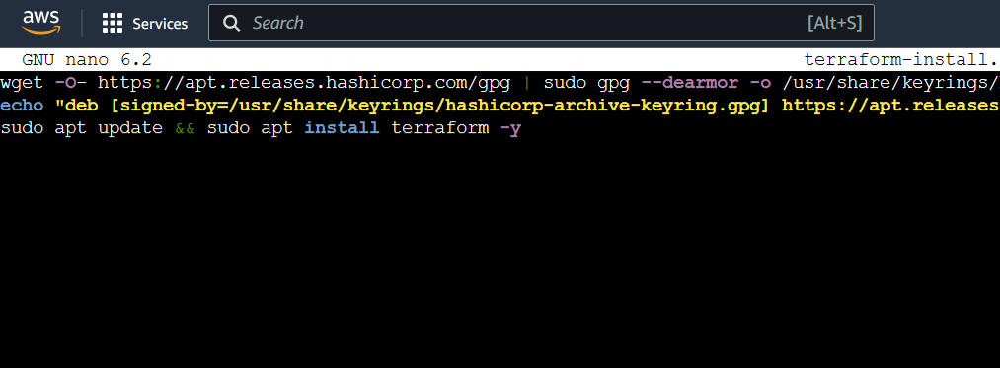 aws Services Search [Alt+S]
GNU nano 6.2 terraform-install.
wget -O- https://apt.releases.hashicorp.com/gpg | sudo gpg --dearmor -o /usr/share/keyrings/
echo "deb [signed-by=/usr/share/keyrings/hashicorp-archive-keyring.gpg] https://apt.releases
sudo apt update && sudo apt install terraform -y